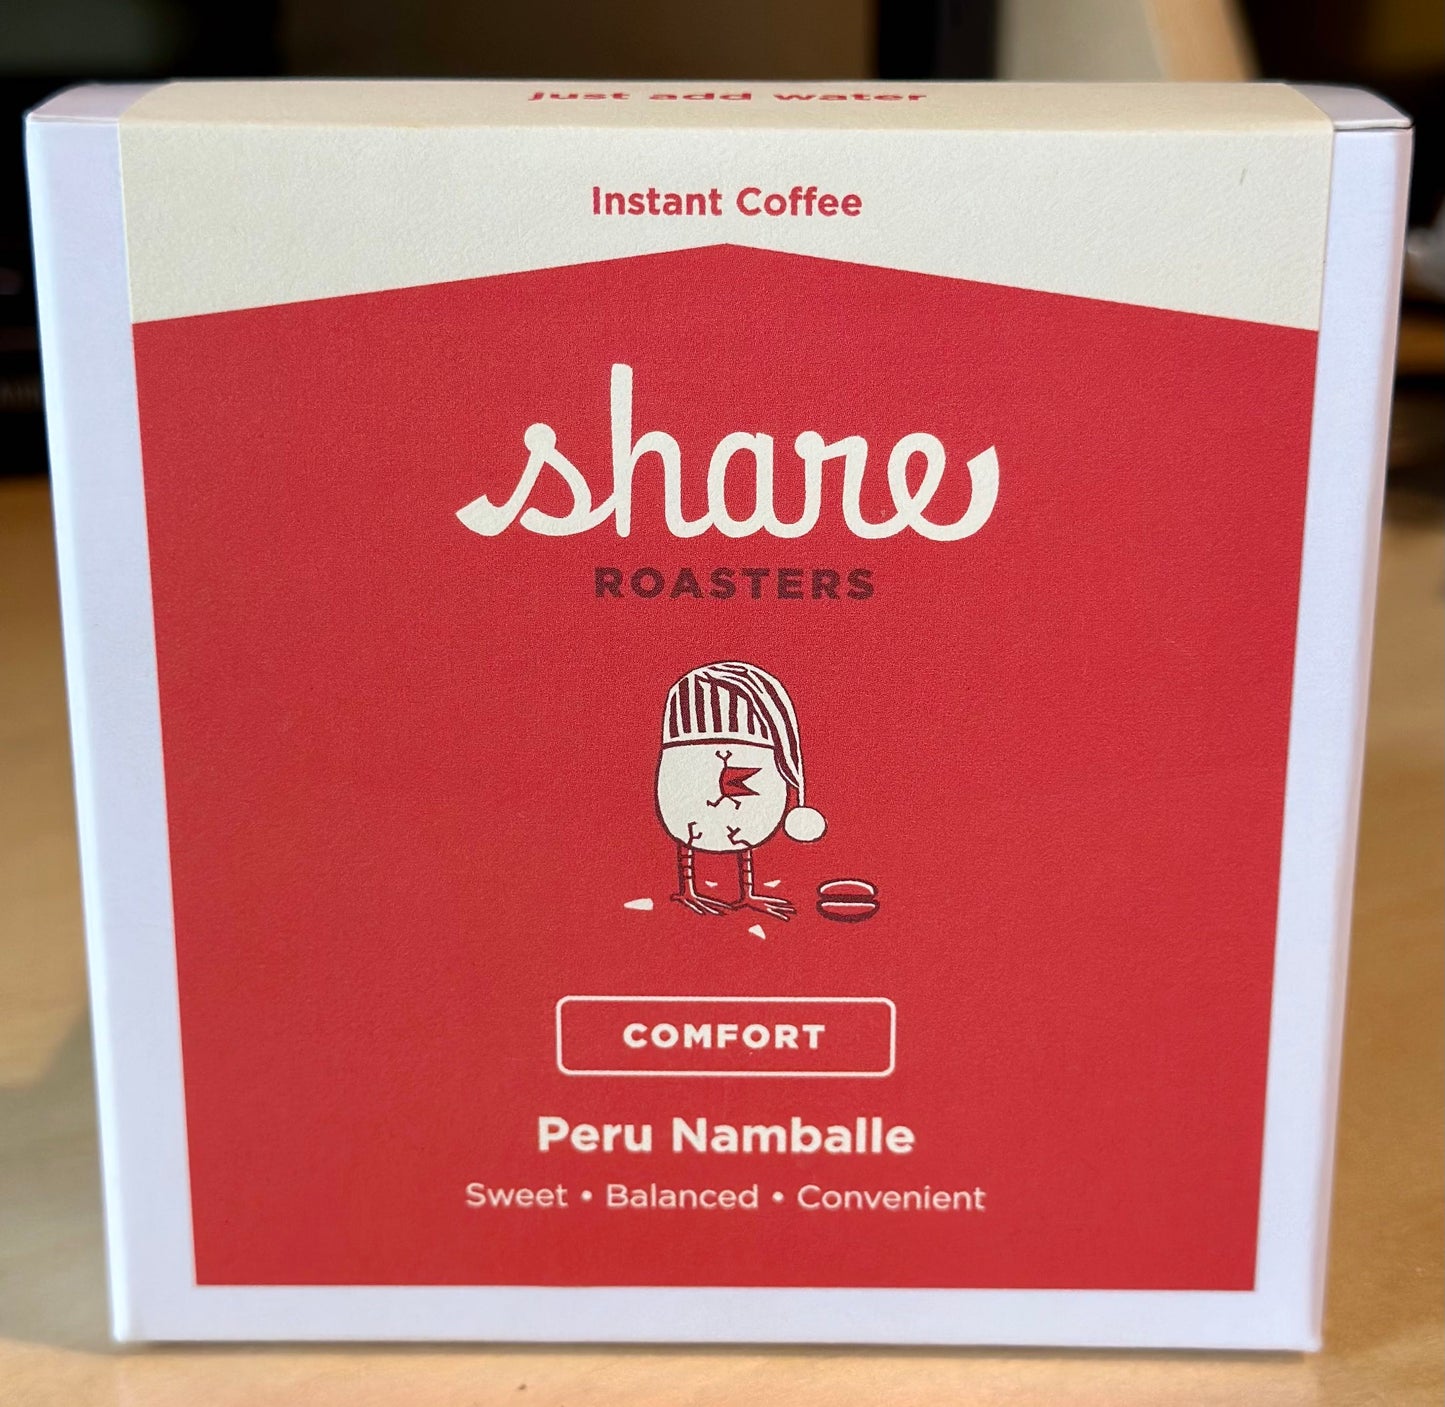 just add water
Instant Coffee
share
ROASTERS
COMFORT
Peru Namballe
Sweet • Balanced • Convenient